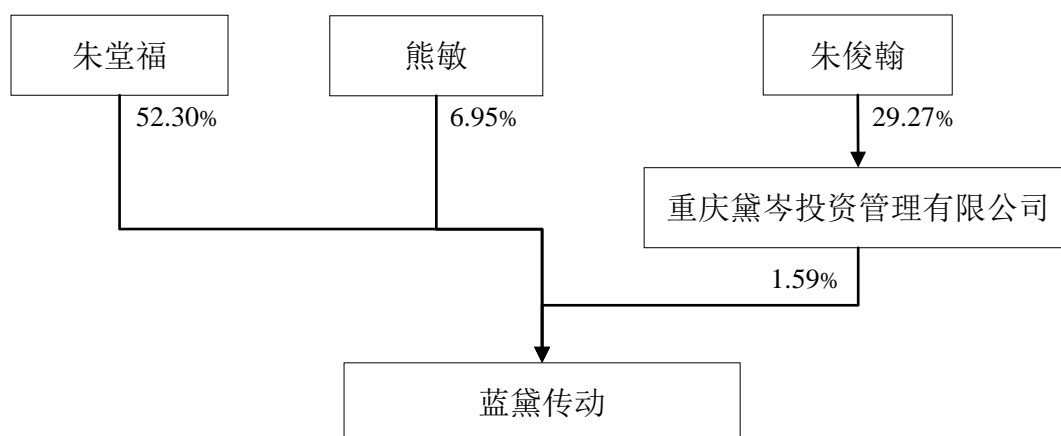 朱堂福
熊敏
朱俊翰
52.30%
6.95%
29.27%
重庆黛岑投资管理有限公司
1.59%
蓝黛传动